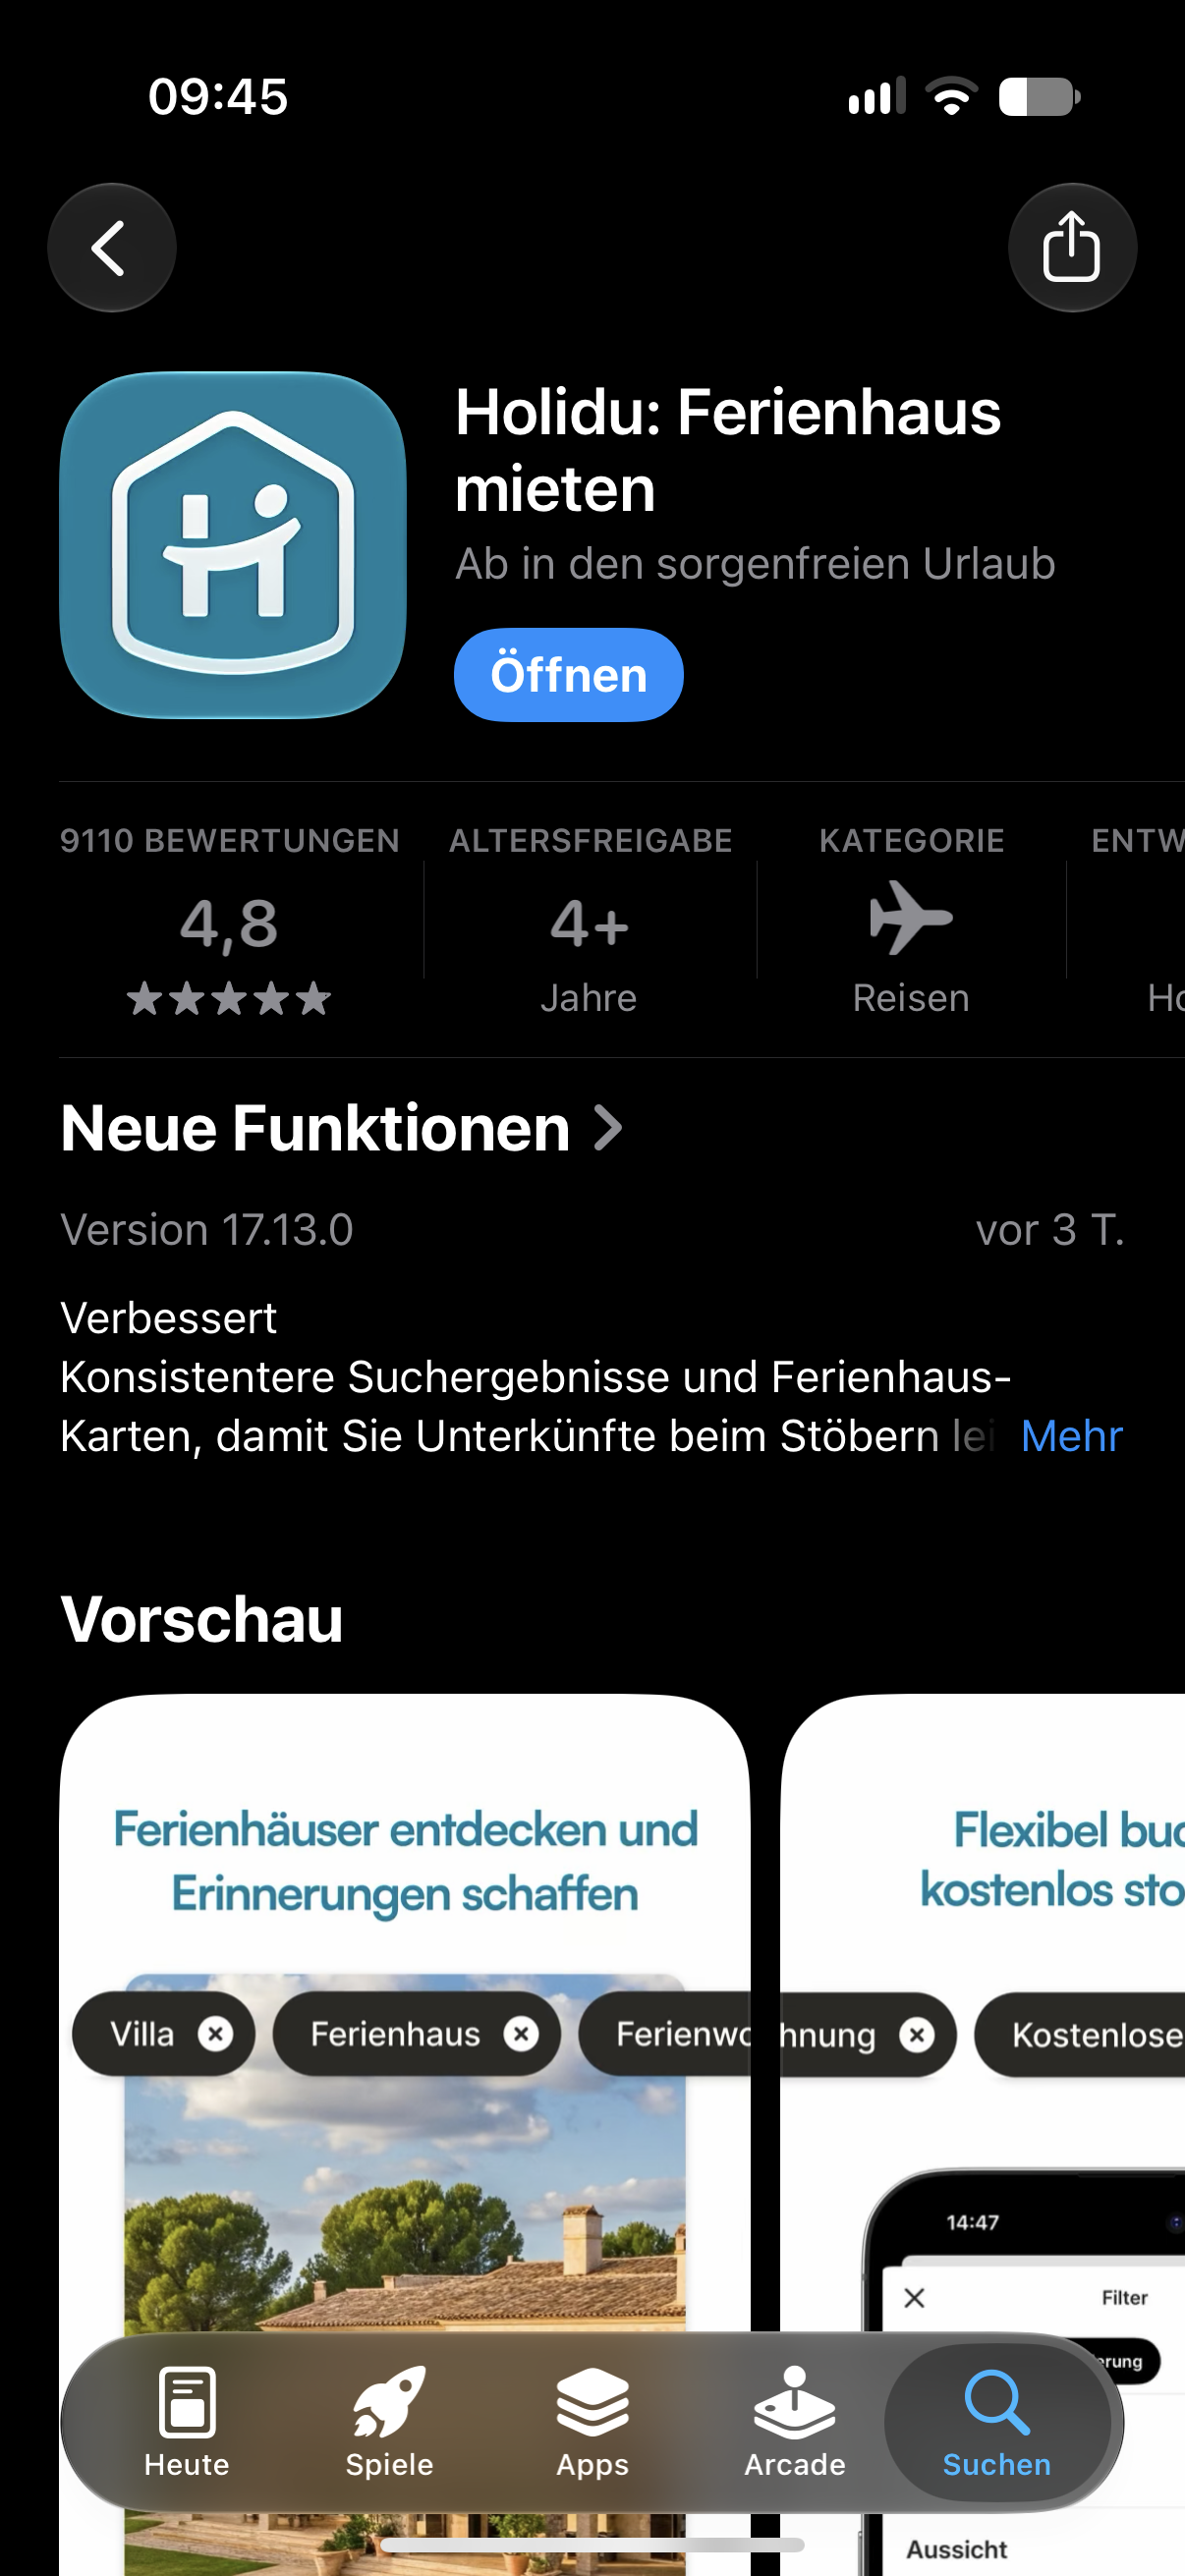 09:45
Holidu: Ferienhaus
mieten
Ab in den sorgenfreien Urlaub
Öffnen
9110 BEWERTUNGEN
4,8
ALTERSFREIGABE
4+
Jahre
KATEGORIE
Reisen
Neue Funktionen
Version 17.13.0 vor 3 T.
Verbessert
Konsistentere Suchergebnisse und Ferienhaus-
Karten, damit Sie Unterkünfte beim Stöbern Mehr
Vorschau
Ferienhäuser entdecken und
Erinnerungen schaffen
Villa
Ferienhaus
Ferienwohnung
Flexibel
kostenlos
14:47
Filter
Aussicht
Heute
Spiele
Apps
Arcade
Suchen